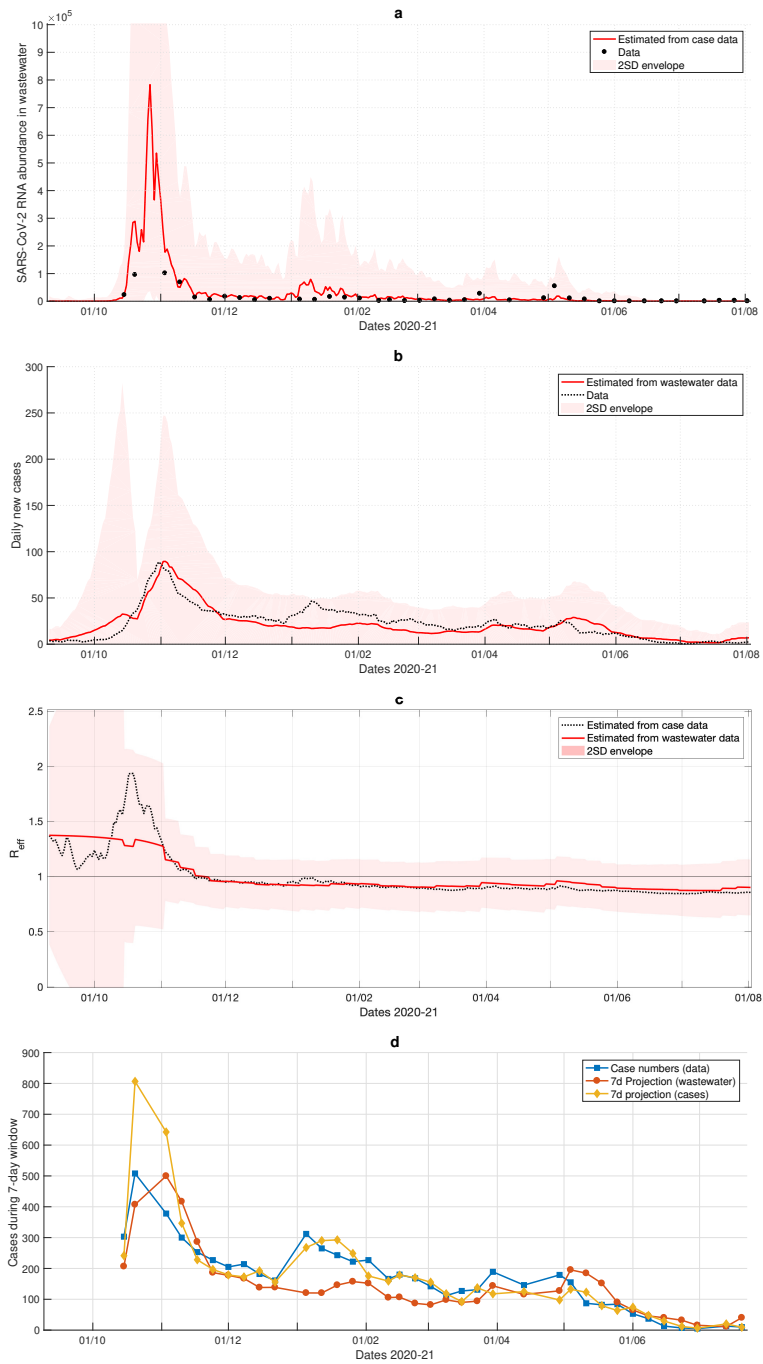 a
×10⁵
10
9
8
7
6
5
4
3
2
1
0
SARS-CoV-2 RNA abundance in wastewater
Estimated from case data
Data
2SD envelope
01/10 01/12 01/02 01/04 01/06 01/08
Dates 2020-21
b
300
250
200
150
100
50
0
Daily new cases
Estimated from wastewater data
Data
2SD envelope
01/10 01/12 01/02 01/04 01/06 01/08
Dates 2020-21
c
2.5
2
1.5
1
0.5
0
R_eff
Estimated from case data
Estimated from wastewater data
2SD envelope
01/10 01/12 01/02 01/04 01/06 01/08
Dates 2020-21
d
900
800
700
600
500
400
300
200
100
0
Cases during 7-day window
Case numbers (data)
7d Projection (wastewater)
7d projection (cases)
01/10 01/12 01/02 01/04 01/06
Dates 2020-21